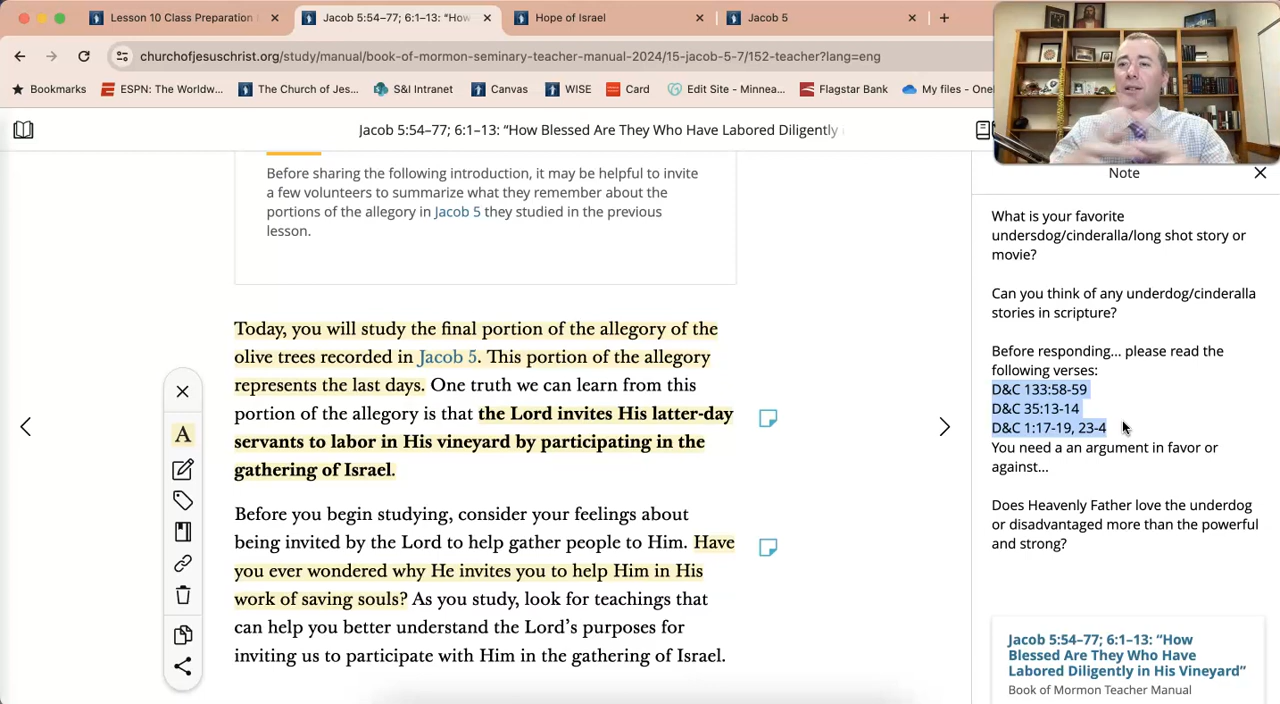 Lesson 10 Class Preparation
Jacob 5:54–77; 6:1–13: “How
Hope of Israel
Jacob 5
churchofjesuschrist.org/study/manual/book-of-mormon-seminary-teacher-manual-2024/15-jacob-5-7/152-teacher?lang=eng
Bookmarks
ESPN: The Worldw...
The Church of Jes...
S&I Intranet
Canvas
WISE
Card
Edit Site - Minnea...
Flagstar Bank
My files - One
Jacob 5:54–77; 6:1–13: “How Blessed Are They Who Have Labored Diligently
Before sharing the following introduction, it may be helpful to invite
a few volunteers to summarize what they remember about the
portions of the allegory in Jacob 5 they studied in the previous
lesson.
Today, you will study the final portion of the allegory of the
olive trees recorded in Jacob 5. This portion of the allegory
represents the last days. One truth we can learn from this
portion of the allegory is that the Lord invites His latter-day
servants to labor in His vineyard by participating in the
gathering of Israel.
Before you begin studying, consider your feelings about
being invited by the Lord to help gather people to Him. Have
you ever wondered why He invites you to help Him in His
work of saving souls? As you study, look for teachings that
can help you better understand the Lord’s purposes for
inviting us to participate with Him in the gathering of Israel.
A
Note
What is your favorite
undersdog/cinderalla/long shot story or
movie?
Can you think of any underdog/cinderalla
stories in scripture?
Before responding... please read the
following verses:
D&C 133:58-59
D&C 35:13-14
D&C 1:17-19, 23-4
You need a an argument in favor or
against...
Does Heavenly Father love the underdog
or disadvantaged more than the powerful
and strong?
Jacob 5:54–77; 6:1–13: “How
Blessed Are They Who Have
Labored Diligently in His Vineyard”
Book of Mormon Teacher Manual